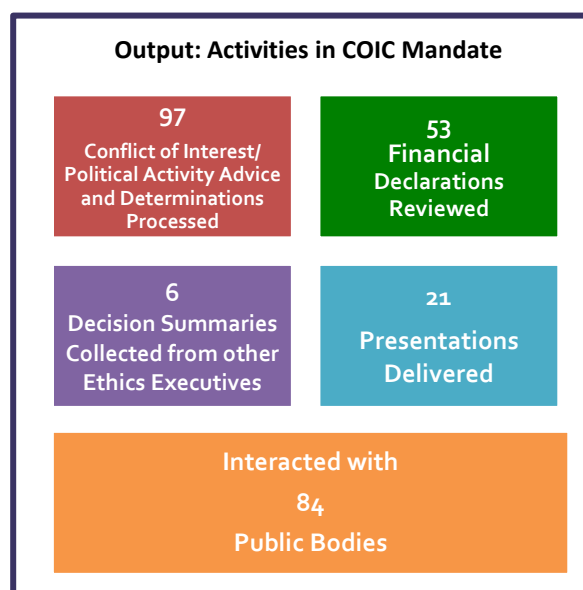 Output: Activities in COIC Mandate
97
Conflict of Interest/
Political Activity Advice
and Determinations
Processed
53
Financial
Declarations
Reviewed
6
Decision Summaries
Collected from other
Ethics Executives
21
Presentations
Delivered
Interacted with
84
Public Bodies